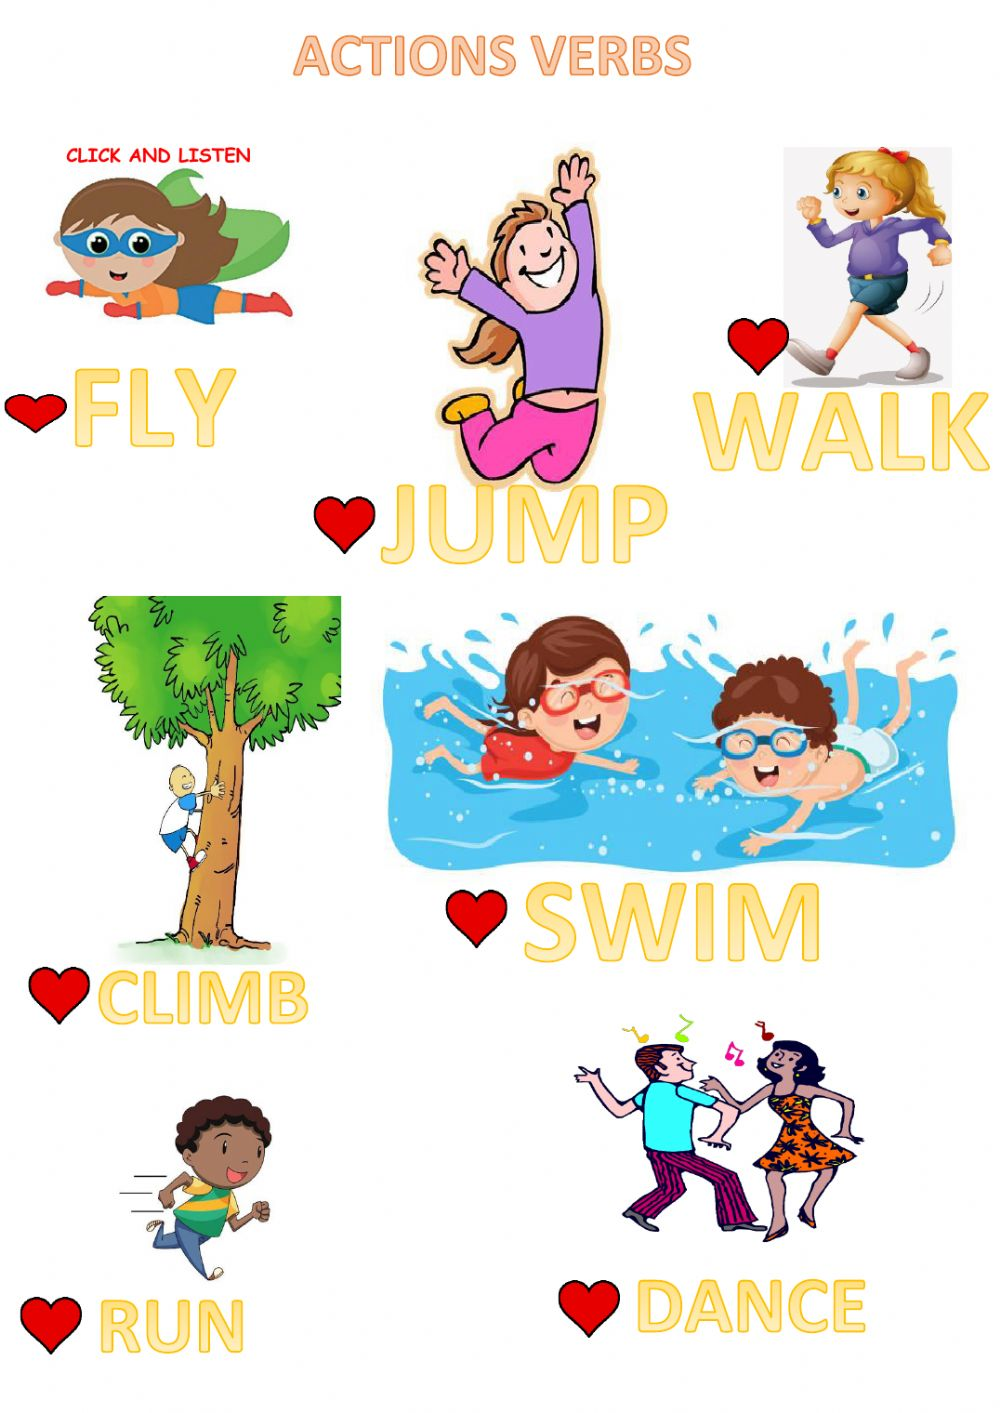 ACTIONS VERBS
CLICK AND LISTEN
FLY
JUMP
WALK
CLIMB
SWIM
RUN
DANCE